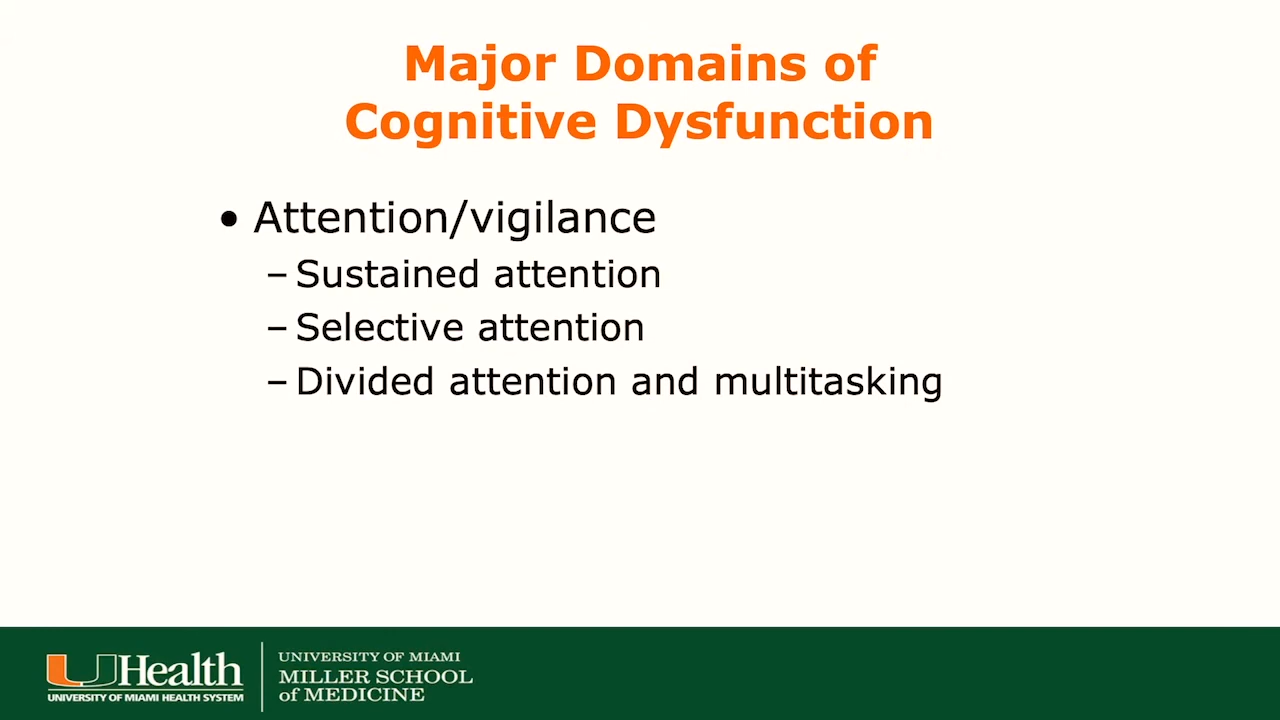 Major Domains of
Cognitive Dysfunction
• Attention/vigilance
– Sustained attention
– Selective attention
– Divided attention and multitasking
UHealth
UNIVERSITY OF MIAMI HEALTH SYSTEM
UNIVERSITY OF MIAMI
MILLER SCHOOL
of MEDICINE